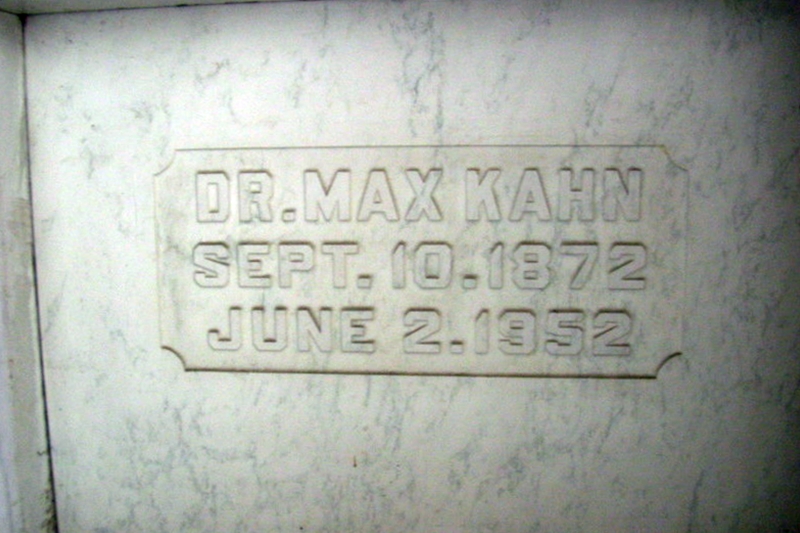 DR. MAX KAHN
SEPT. 10. 1872
JUNE 2. 1952